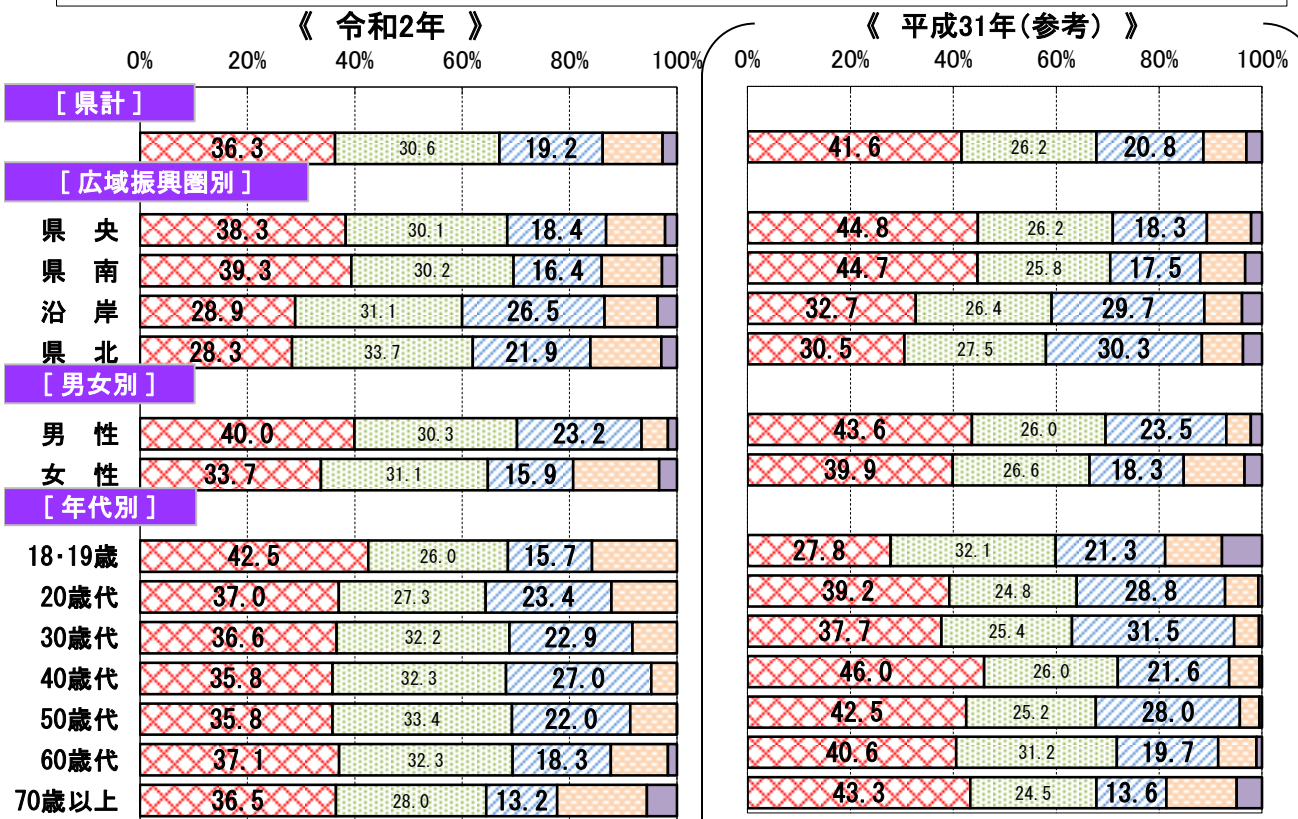 《 令和2年 》 《 平成31年(参考) 》
0% 20% 40% 60% 80% 100% 0% 20% 40% 60% 80% 100%
[ 県計 ]
36.3 30.6 19.2 41.6 26.2 20.8
[ 広域振興圏別 ]
県 央 38.3 30.1 18.4 44.8 26.2 18.3
県 南 39.3 30.2 16.4 44.7 25.8 17.5
沿 岸 28.9 31.1 26.5 32.7 26.4 29.7
県 北 28.3 33.7 21.9 30.5 27.5 30.3
[ 男女別 ]
男 性 40.0 30.3 23.2 43.6 26.0 23.5
女 性 33.7 31.1 15.9 39.9 26.6 18.3
[ 年代別 ]
18・19歳 42.5 26.0 15.7 27.8 32.1 21.3
20歳代 37.0 27.3 23.4 39.2 24.8 28.8
30歳代 36.6 32.2 22.9 37.7 25.4 31.5
40歳代 35.8 32.3 27.0 46.0 26.0 21.6
50歳代 35.8 33.4 22.0 42.5 25.2 28.0
60歳代 37.1 32.3 18.3 40.6 31.2 19.7
70歳以上 36.5 28.0 13.2 43.3 24.5 13.6